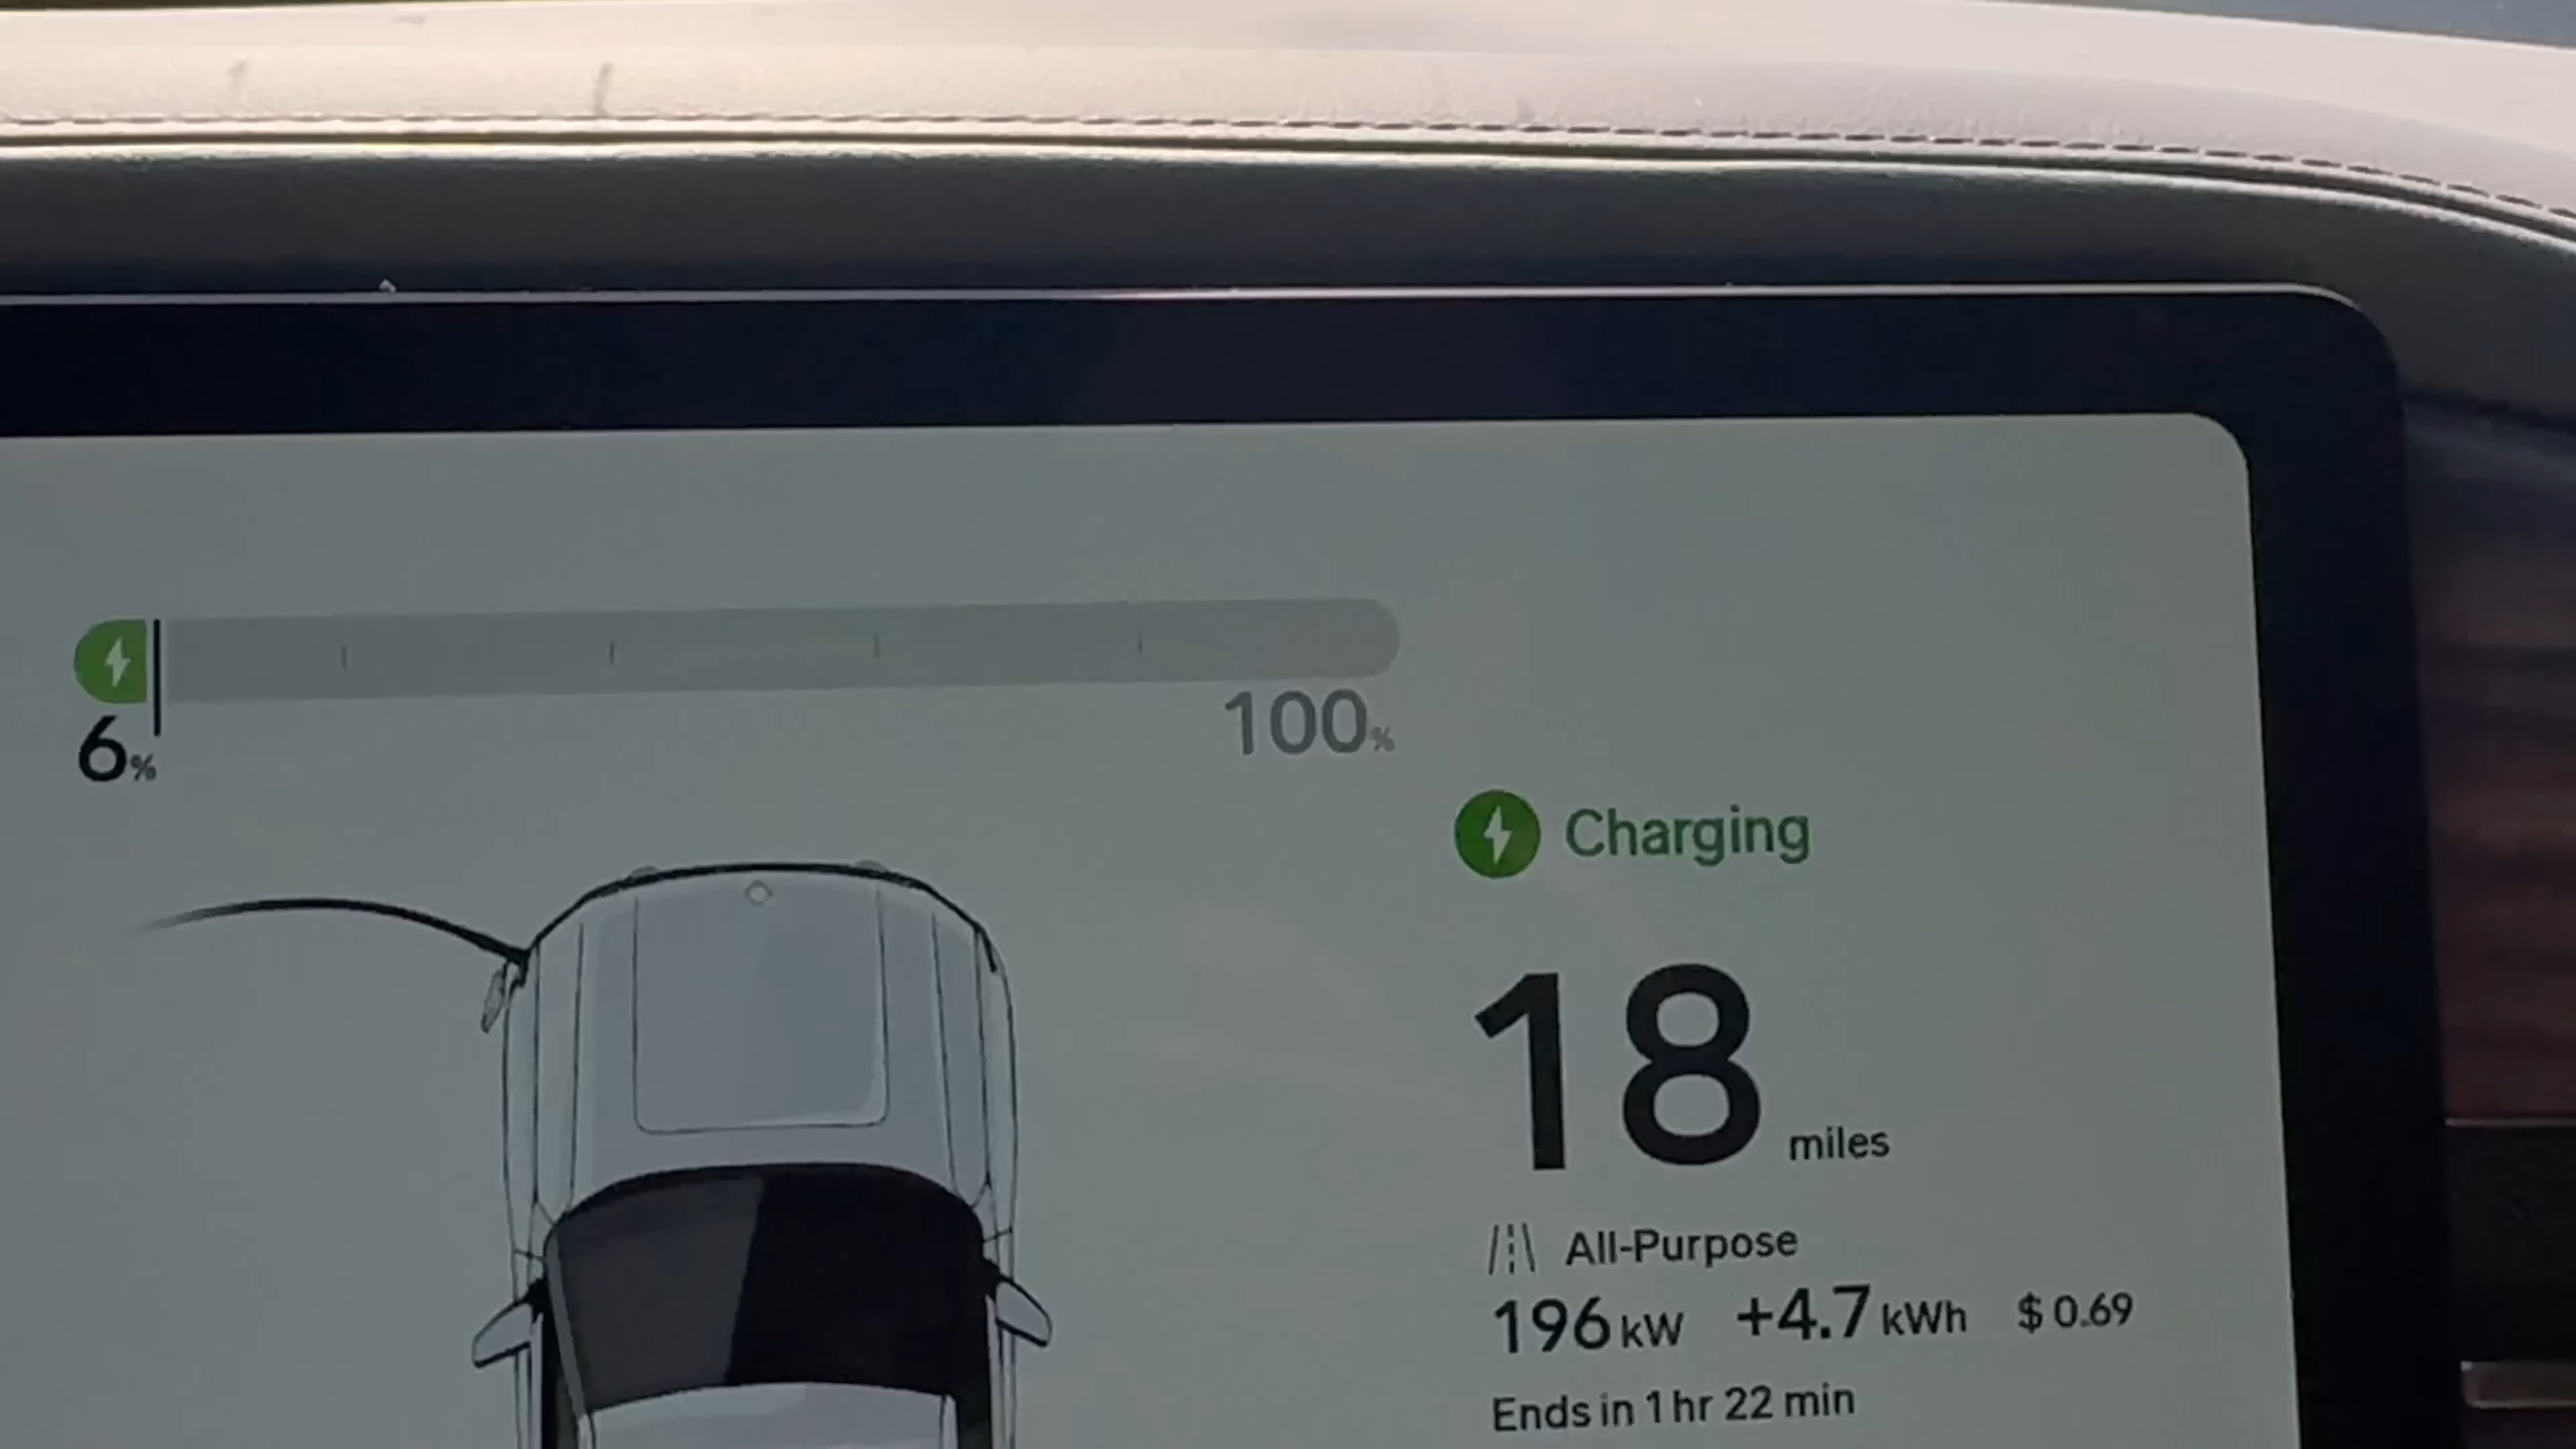 6%
100%
Charging
18 miles
All-Purpose
196 kW +4.7 kWh $ 0.69
Ends in 1 hr 22 min